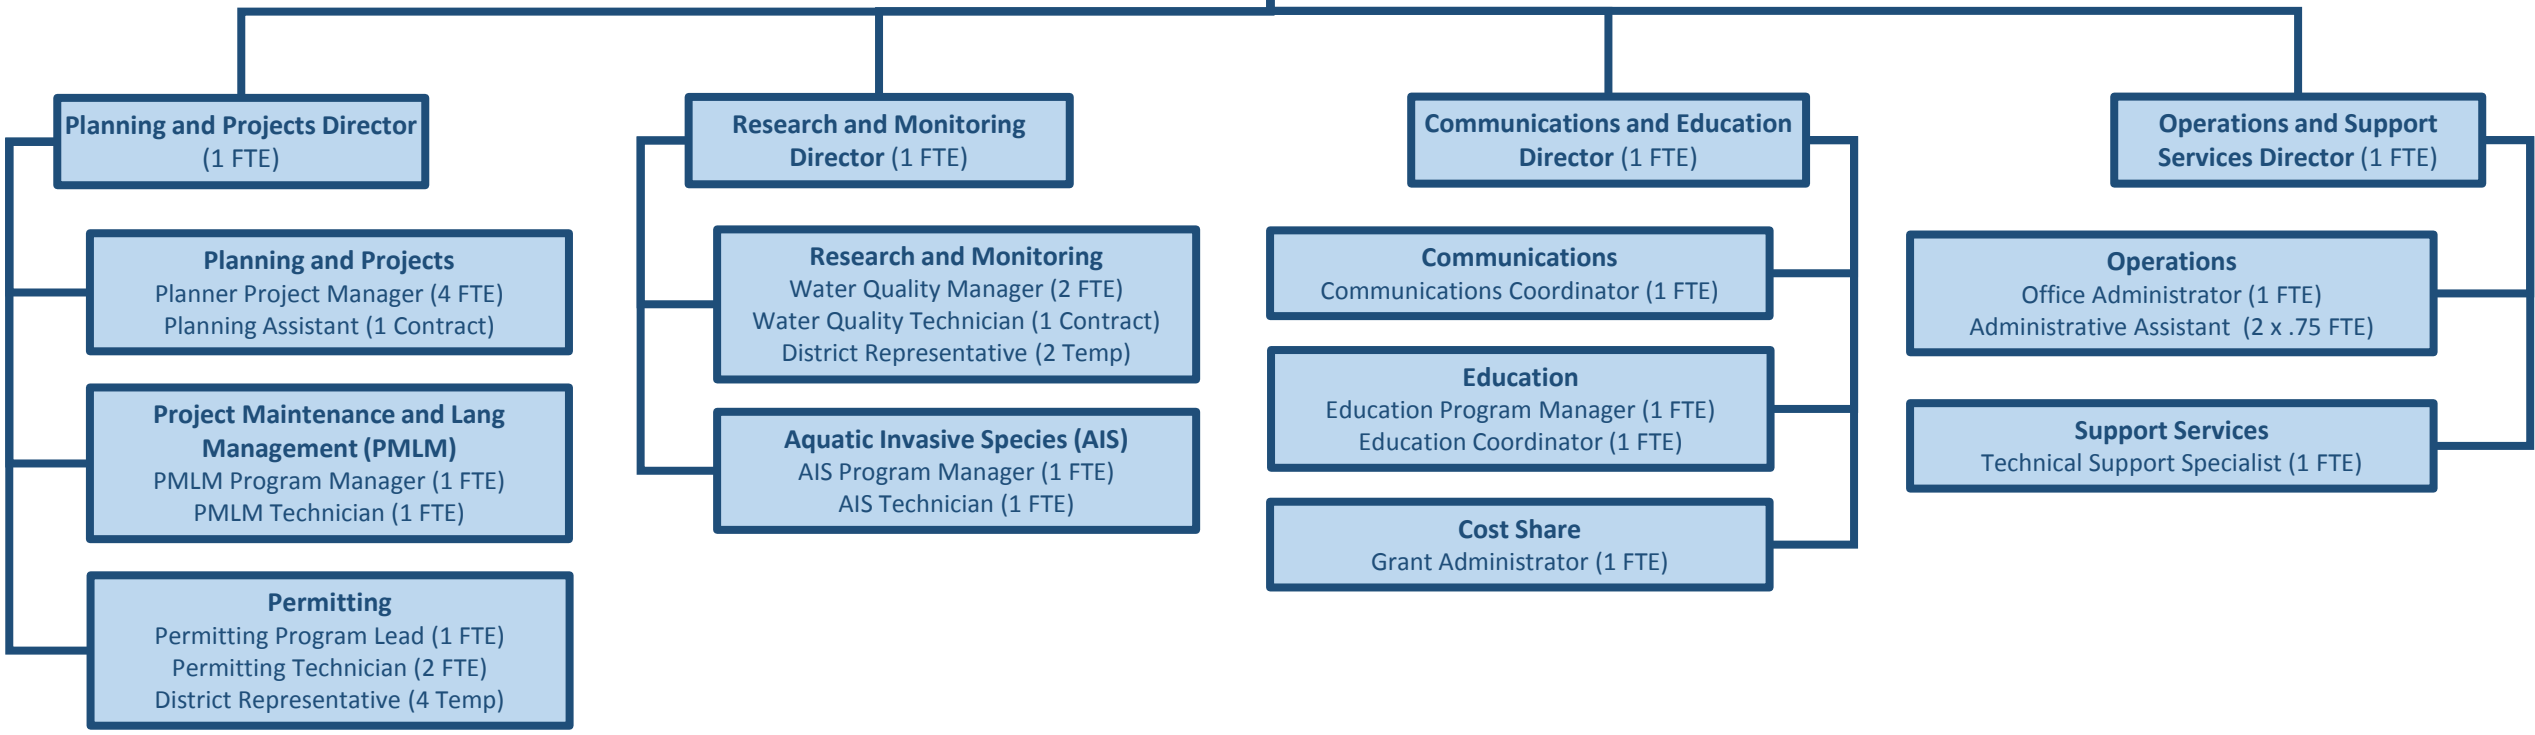 Planning and Projects Director
(1 FTE)
Planning and Projects
Planner Project Manager (4 FTE)
Planning Assistant (1 Contract)
Project Maintenance and Lang
Management (PMLM)
PMLM Program Manager (1 FTE)
PMLM Technician (1 FTE)
Permitting
Permitting Program Lead (1 FTE)
Permitting Technician (2 FTE)
District Representative (4 Temp)
Research and Monitoring
Director (1 FTE)
Research and Monitoring
Water Quality Manager (2 FTE)
Water Quality Technician (1 Contract)
District Representative (2 Temp)
Aquatic Invasive Species (AIS)
AIS Program Manager (1 FTE)
AIS Technician (1 FTE)
Communications and Education
Director (1 FTE)
Communications
Communications Coordinator (1 FTE)
Education
Education Program Manager (1 FTE)
Education Coordinator (1 FTE)
Cost Share
Grant Administrator (1 FTE)
Operations and Support
Services Director (1 FTE)
Operations
Office Administrator (1 FTE)
Administrative Assistant  (2 x .75 FTE)
Support Services
Technical Support Specialist (1 FTE)